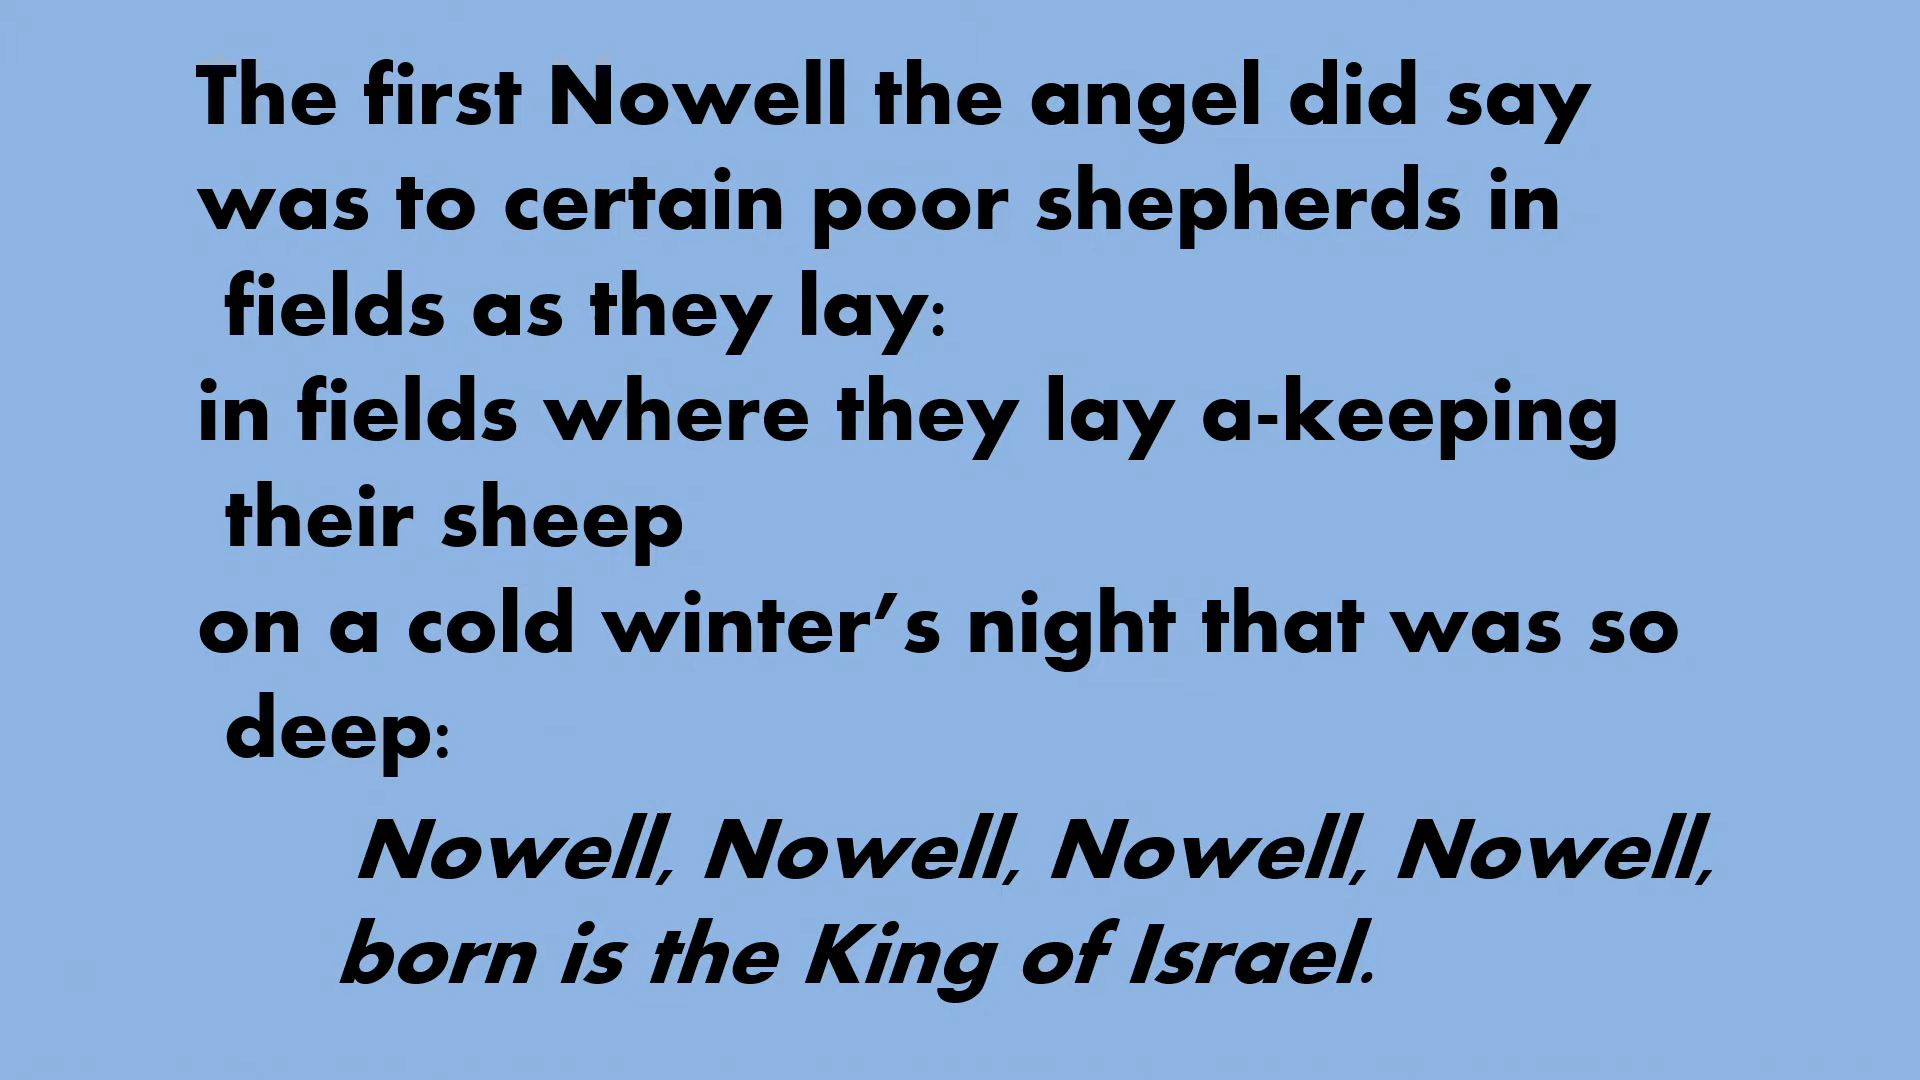 The first Nowell the angel did say
was to certain poor shepherds in
fields as they lay:
in fields where they lay a-keeping
their sheep
on a cold winter’s night that was so
deep:
Nowell, Nowell, Nowell, Nowell,
born is the King of Israel.